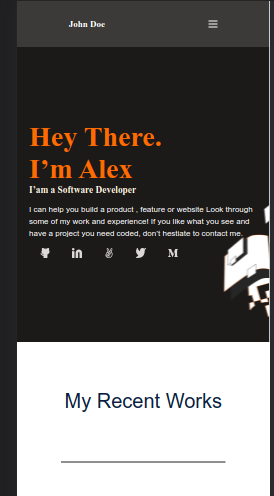 John Doe
Hey There.
I'm Alex
I'am a Software Developer
I can help you build a product , feature or website Look through
some of my work and experience! If you like what you see and
have a project you need coded, don't hestiate to contact me.
My Recent Works